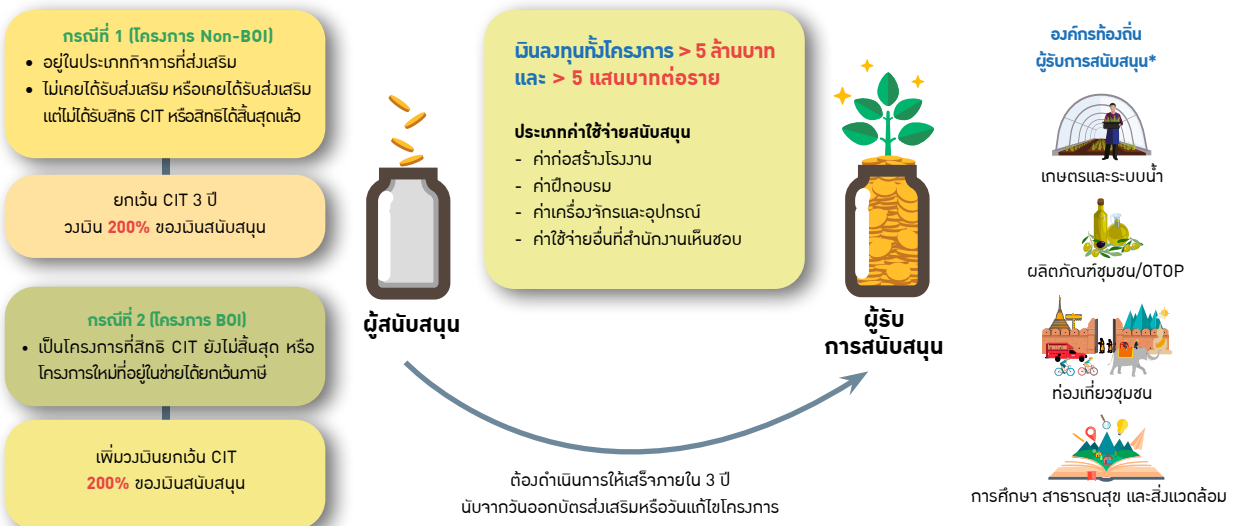 กรณีที่ 1 (โครงการ Non-BOI)
• อยู่ในประเภทกิจการที่ส่งเสริม
• ไม่เคยได้รับส่งเสริม หรือเคยได้รับส่งเสริม
แต่ไม่ได้รับสิทธิ CIT หรือสิทธิได้สิ้นสุดแล้ว
ยกเว้น CIT 3 ปี
วงเงิน 200% ของเงินสนับสนุน
กรณีที่ 2 (โครงการ BOI)
• เป็นโครงการที่สิทธิ CIT ยังไม่สิ้นสุด หรือ
โครงการใหม่ที่อยู่ในข่ายได้ยกเว้นภาษี
เพิ่มวงเงินยกเว้น CIT
200% ของเงินสนับสนุน
ผู้สนับสนุน
เงินลงทุนทั้งโครงการ > 5 ล้านบาท
และ > 5 แสนบาทต่อราย
ประเภทค่าใช้จ่ายสนับสนุน
- ค่าก่อสร้างโรงงาน
- ค่าฝึกอบรม
- ค่าเครื่องจักรและอุปกรณ์
- ค่าใช้จ่ายอื่นที่สำนักงานเห็นชอบ
ผู้รับ
การสนับสนุน
ต้องดำเนินการให้เสร็จภายใน 3 ปี
นับจากวันออกบัตรส่งเสริมหรือวันแก้ไขโครงการ
องค์กรท้องถิ่น
ผู้รับการสนับสนุน*
เกษตรและระบบน้ำ
ผลิตภัณฑ์ชุมชน/OTOP
ท่องเที่ยวชุมชน
การศึกษา สาธารณสุข และสิ่งแวดล้อม